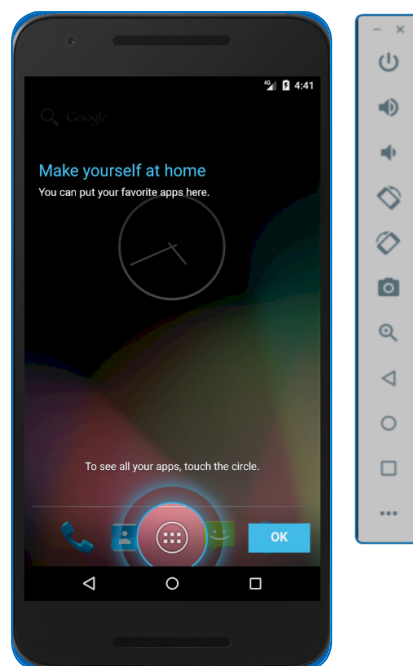 4G 4:41
Google
Make yourself at home
You can put your favorite apps here.
To see all your apps, touch the circle.
OK